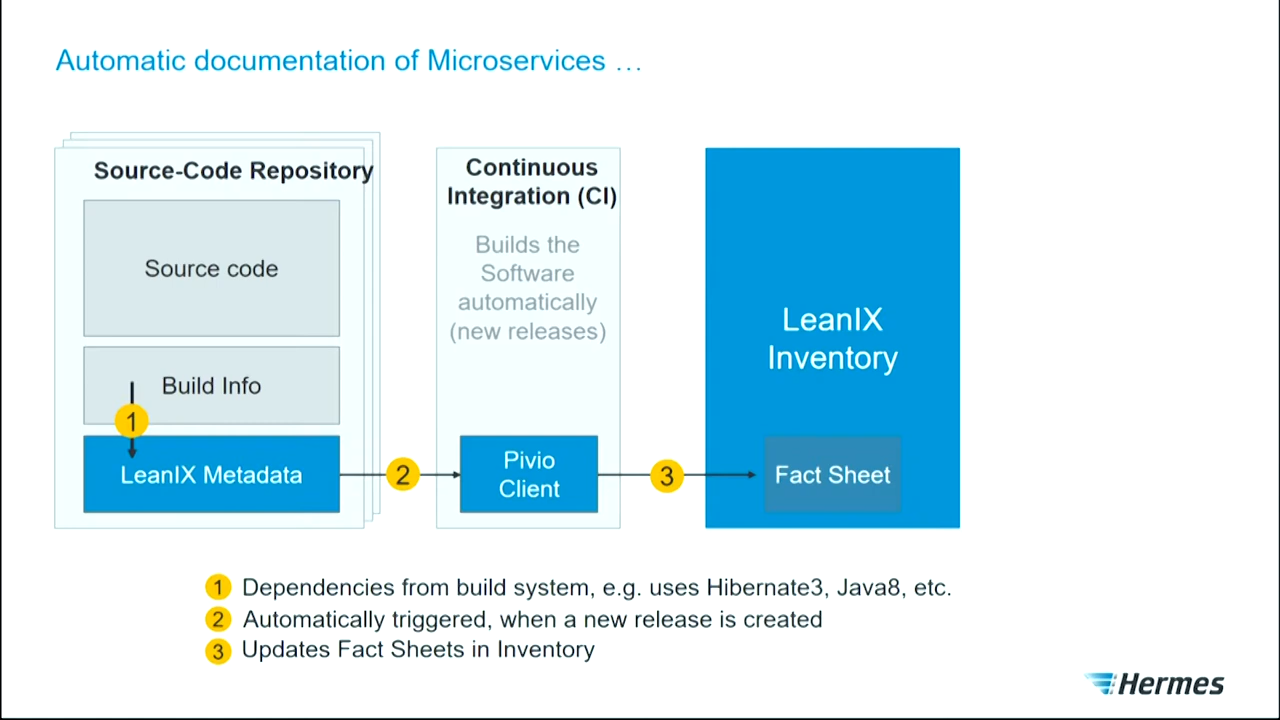 Automatic documentation of Microservices …
Source-Code Repository
Source code
Build Info
1
LeanIX Metadata
2
Continuous
Integration (CI)
Builds the
Software
automatically
(new releases)
Pivio
Client
3
LeanIX
Inventory
Fact Sheet
1 Dependencies from build system, e.g. uses Hibernate3, Java8, etc.
2 Automatically triggered, when a new release is created
3 Updates Fact Sheets in Inventory
Hermes